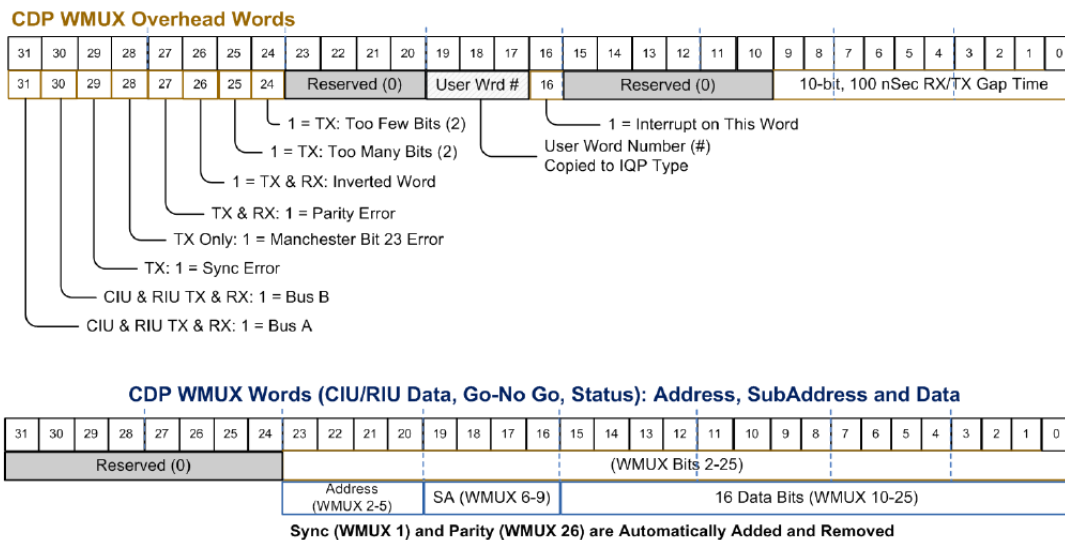 CDP WMUX Overhead Words
31 30 29 28 27 26 25 24 23 22 21 20 19 18 17 16 15 14 13 12 11 10 9 8 7 6 5 4 3 2 1 0
31 30 29 28 27 26 25 24 Reserved (0) User Wrd # 16 Reserved (0) 10-bit, 100 nSec RX/TX Gap Time
1 = TX: Too Few Bits (2)
1 = Interrupt on This Word
1 = TX: Too Many Bits (2)
User Word Number (#)
Copied to IQP Type
1 = TX & RX: Inverted Word
TX & RX: 1 = Parity Error
TX Only: 1 = Manchester Bit 23 Error
TX: 1 = Sync Error
CIU & RIU TX & RX: 1 = Bus B
CIU & RIU TX & RX: 1 = Bus A
CDP WMUX Words (CIU/RIU Data, Go-No Go, Status): Address, SubAddress and Data
31 30 29 28 27 26 25 24 23 22 21 20 19 18 17 16 15 14 13 12 11 10 9 8 7 6 5 4 3 2 1 0
Reserved (0) (WMUX Bits 2-25)
Address
(WMUX 2-5)
SA (WMUX 6-9) 16 Data Bits (WMUX 10-25)
Sync (WMUX 1) and Parity (WMUX 26) are Automatically Added and Removed